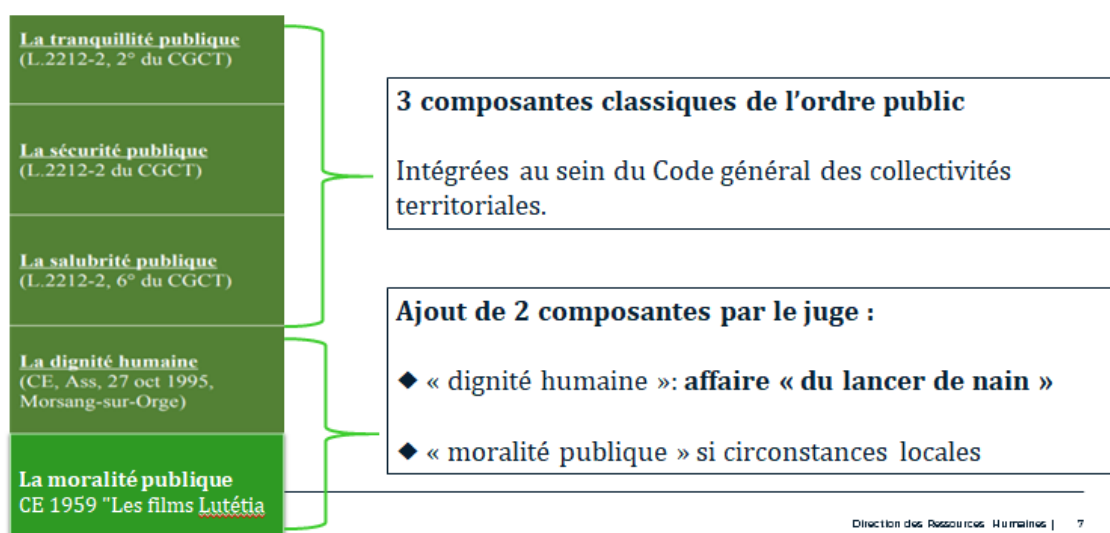 La tranquillité publique
(L.2212-2, 2° du CGCT)
La sécurité publique
(L.2212-2 du CGCT)
La salubrité publique
(L.2212-2, 6° du CGCT)
La dignité humaine
(CE, Ass, 27 oct 1995,
Morsang-sur-Orge)
La moralité publique
CE 1959 "Les films Lutétia
3 composantes classiques de l’ordre public
Intégrées au sein du Code général des collectivités
territoriales.
Ajout de 2 composantes par le juge :
◆ « dignité humaine »: affaire « du lancer de nain »
◆ « moralité publique » si circonstances locales
Direction des Ressources Humaines | 7